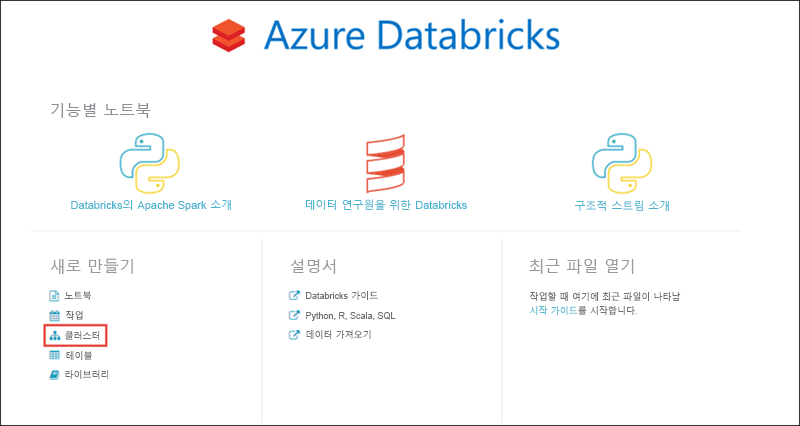 Azure Databricks
기능별 노트북
Databricks의 Apache Spark 소개
데이터 연구원을 위한 Databricks
구조적 스트림 소개
새로 만들기
노트북
작업
클러스터
테이블
라이브러리
설명서
Databricks 가이드
Python, R, Scala, SQL
데이터 가져오기
최근 파일 열기
작업할 때 여기에 최근 파일이 나타남
시작 가이드를 시작합니다.